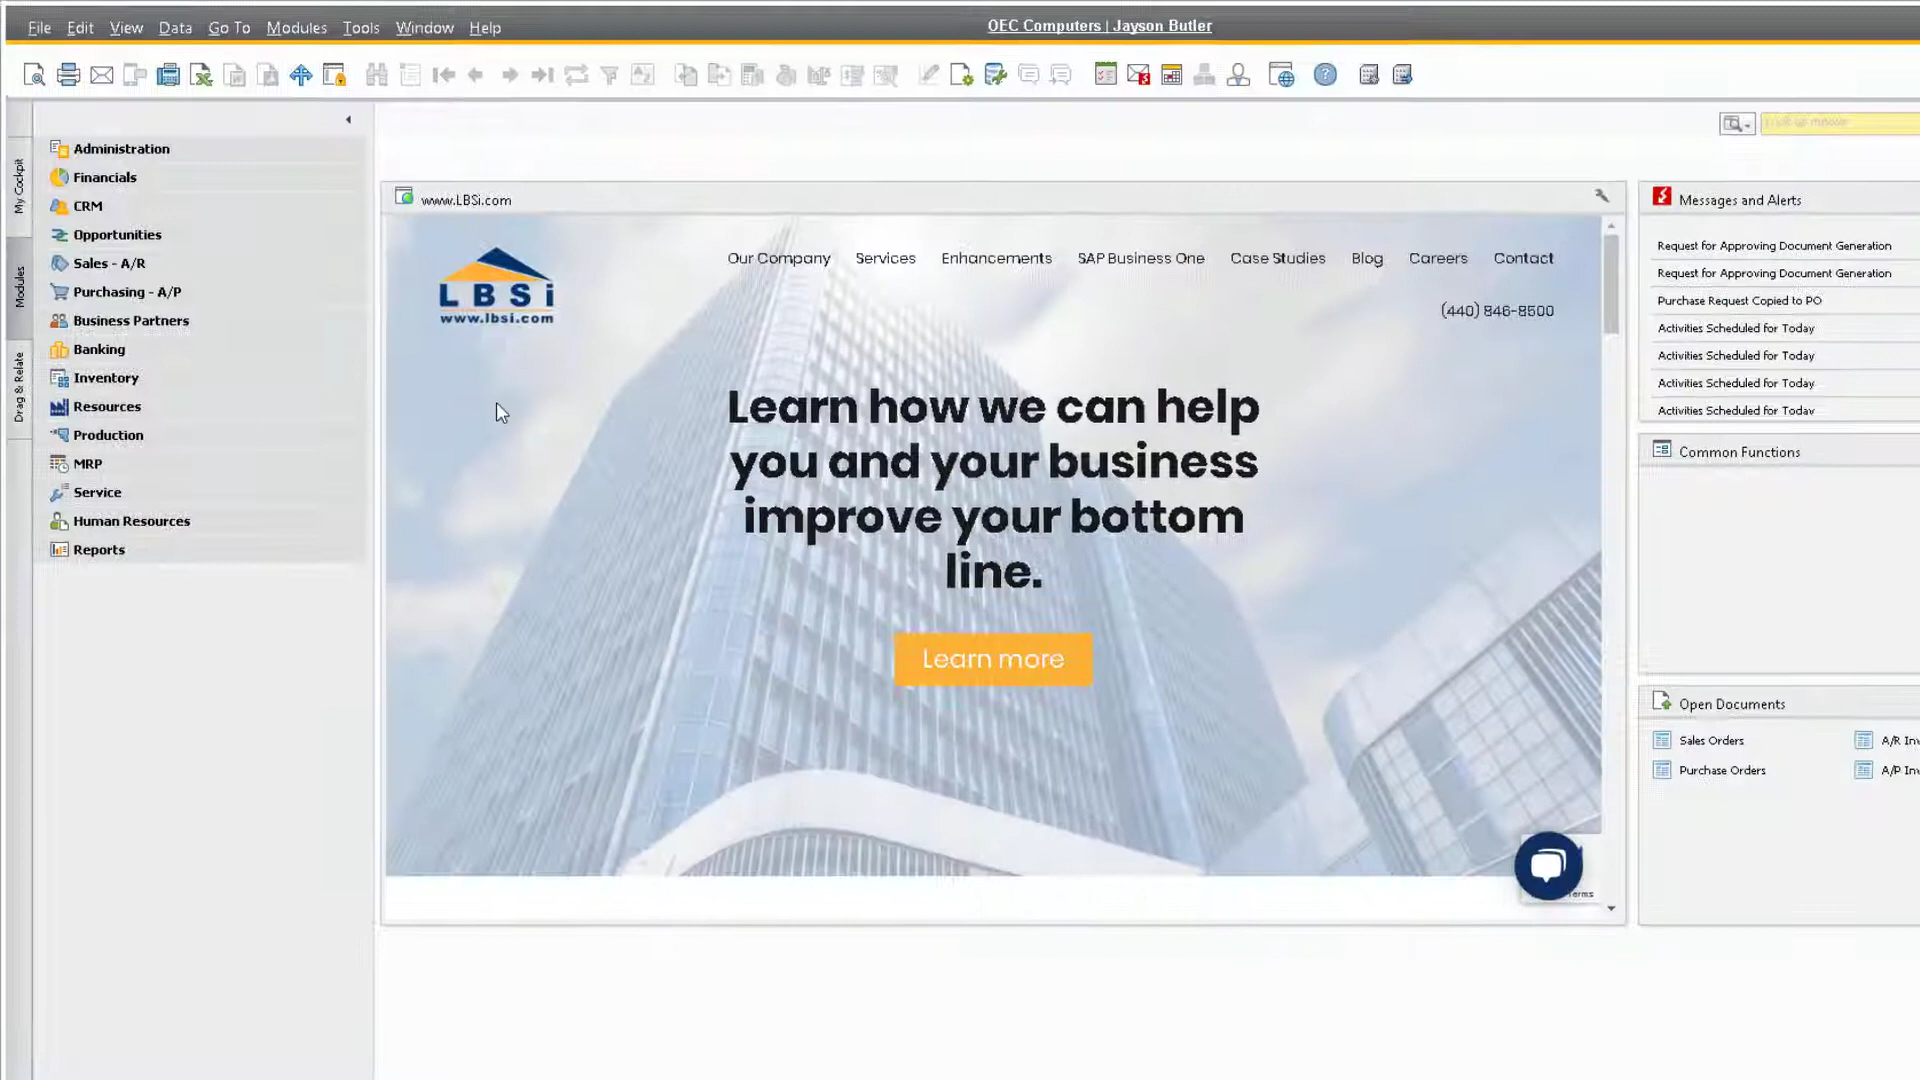 File Edit View Data Go To Modules Tools Window Help
OEC Computers | Jayson Butler
My Cockpit
Modules
Drag & Relate
Administration
Financials
CRM
Opportunities
Sales - A/R
Purchasing - A/P
Business Partners
Banking
Inventory
Resources
Production
MRP
Service
Human Resources
Reports
www.LBSi.com
LBSi
www.lbsi.com
Our Company Services Enhancements SAP Business One Case Studies Blog Careers Contact
(440) 846-8500
Learn how we can help
you and your business
improve your bottom
line.
Learn more
Terms
Messages and Alerts
Request for Approving Document Generation
Request for Approving Document Generation
Purchase Request Copied to PO
Activities Scheduled for Today
Activities Scheduled for Today
Activities Scheduled for Today
Activities Scheduled for Today
Common Functions
Open Documents
Sales Orders A/R Inv
Purchase Orders A/P Inv